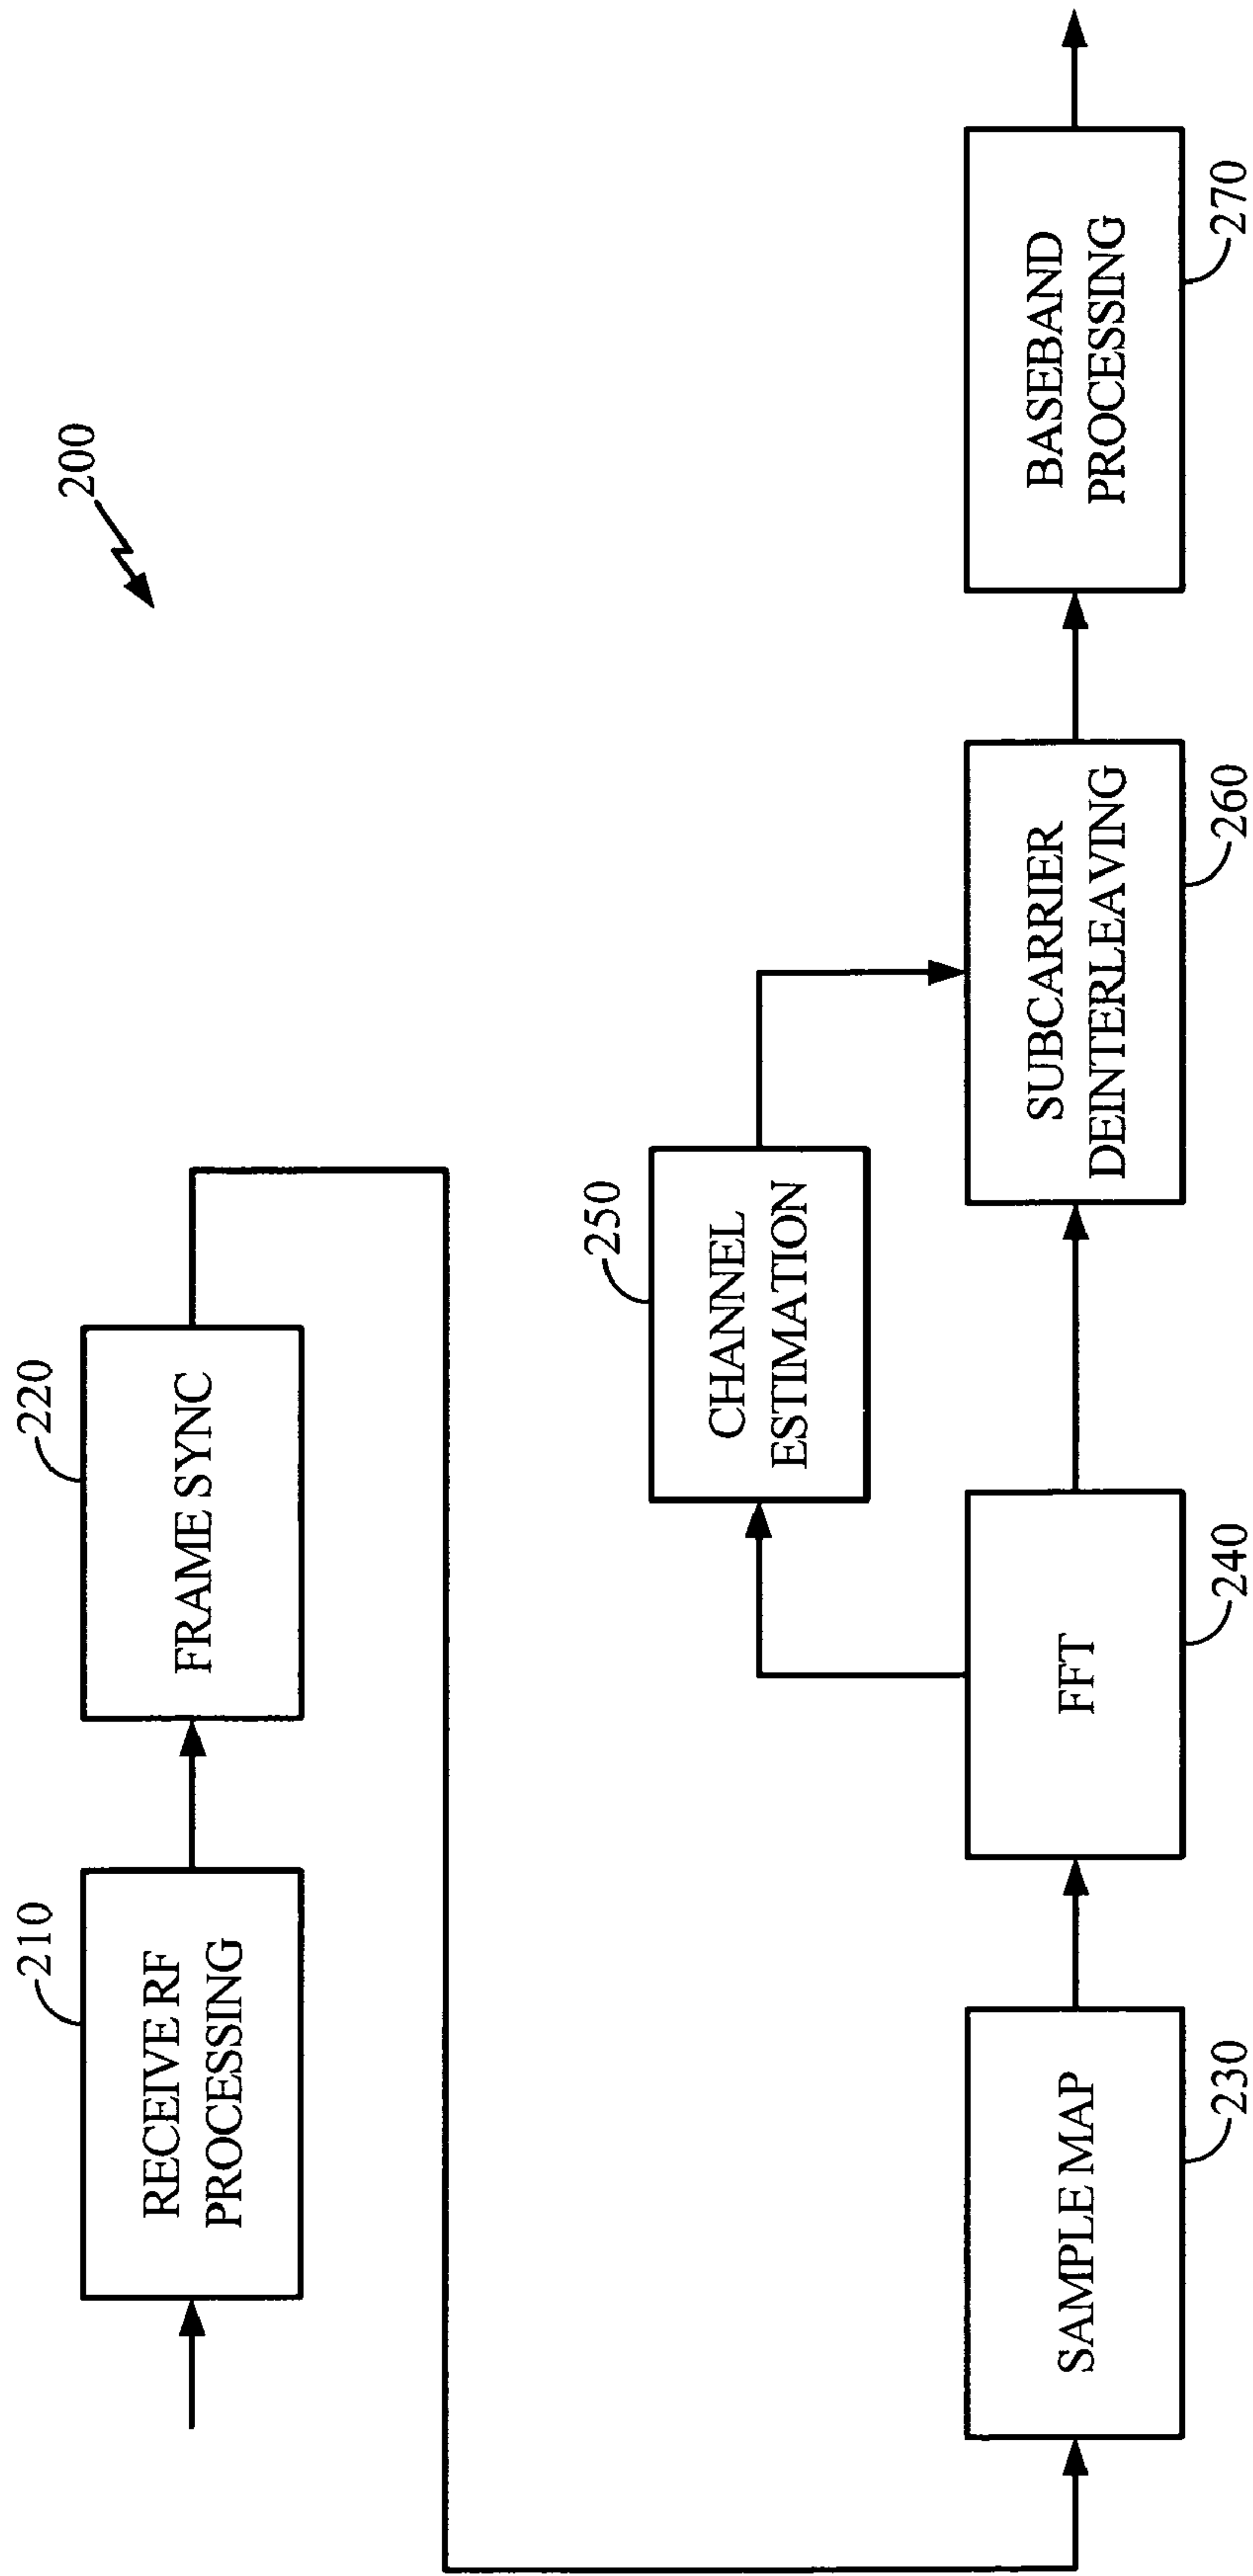 200
210
RECEIVE RF
PROCESSING
220
FRAME SYNC
250
CHANNEL
ESTIMATION
SAMPLE MAP
230
FFT
240
SUBCARRIER
DEINTERLEAVING
260
BASEBAND
PROCESSING
270